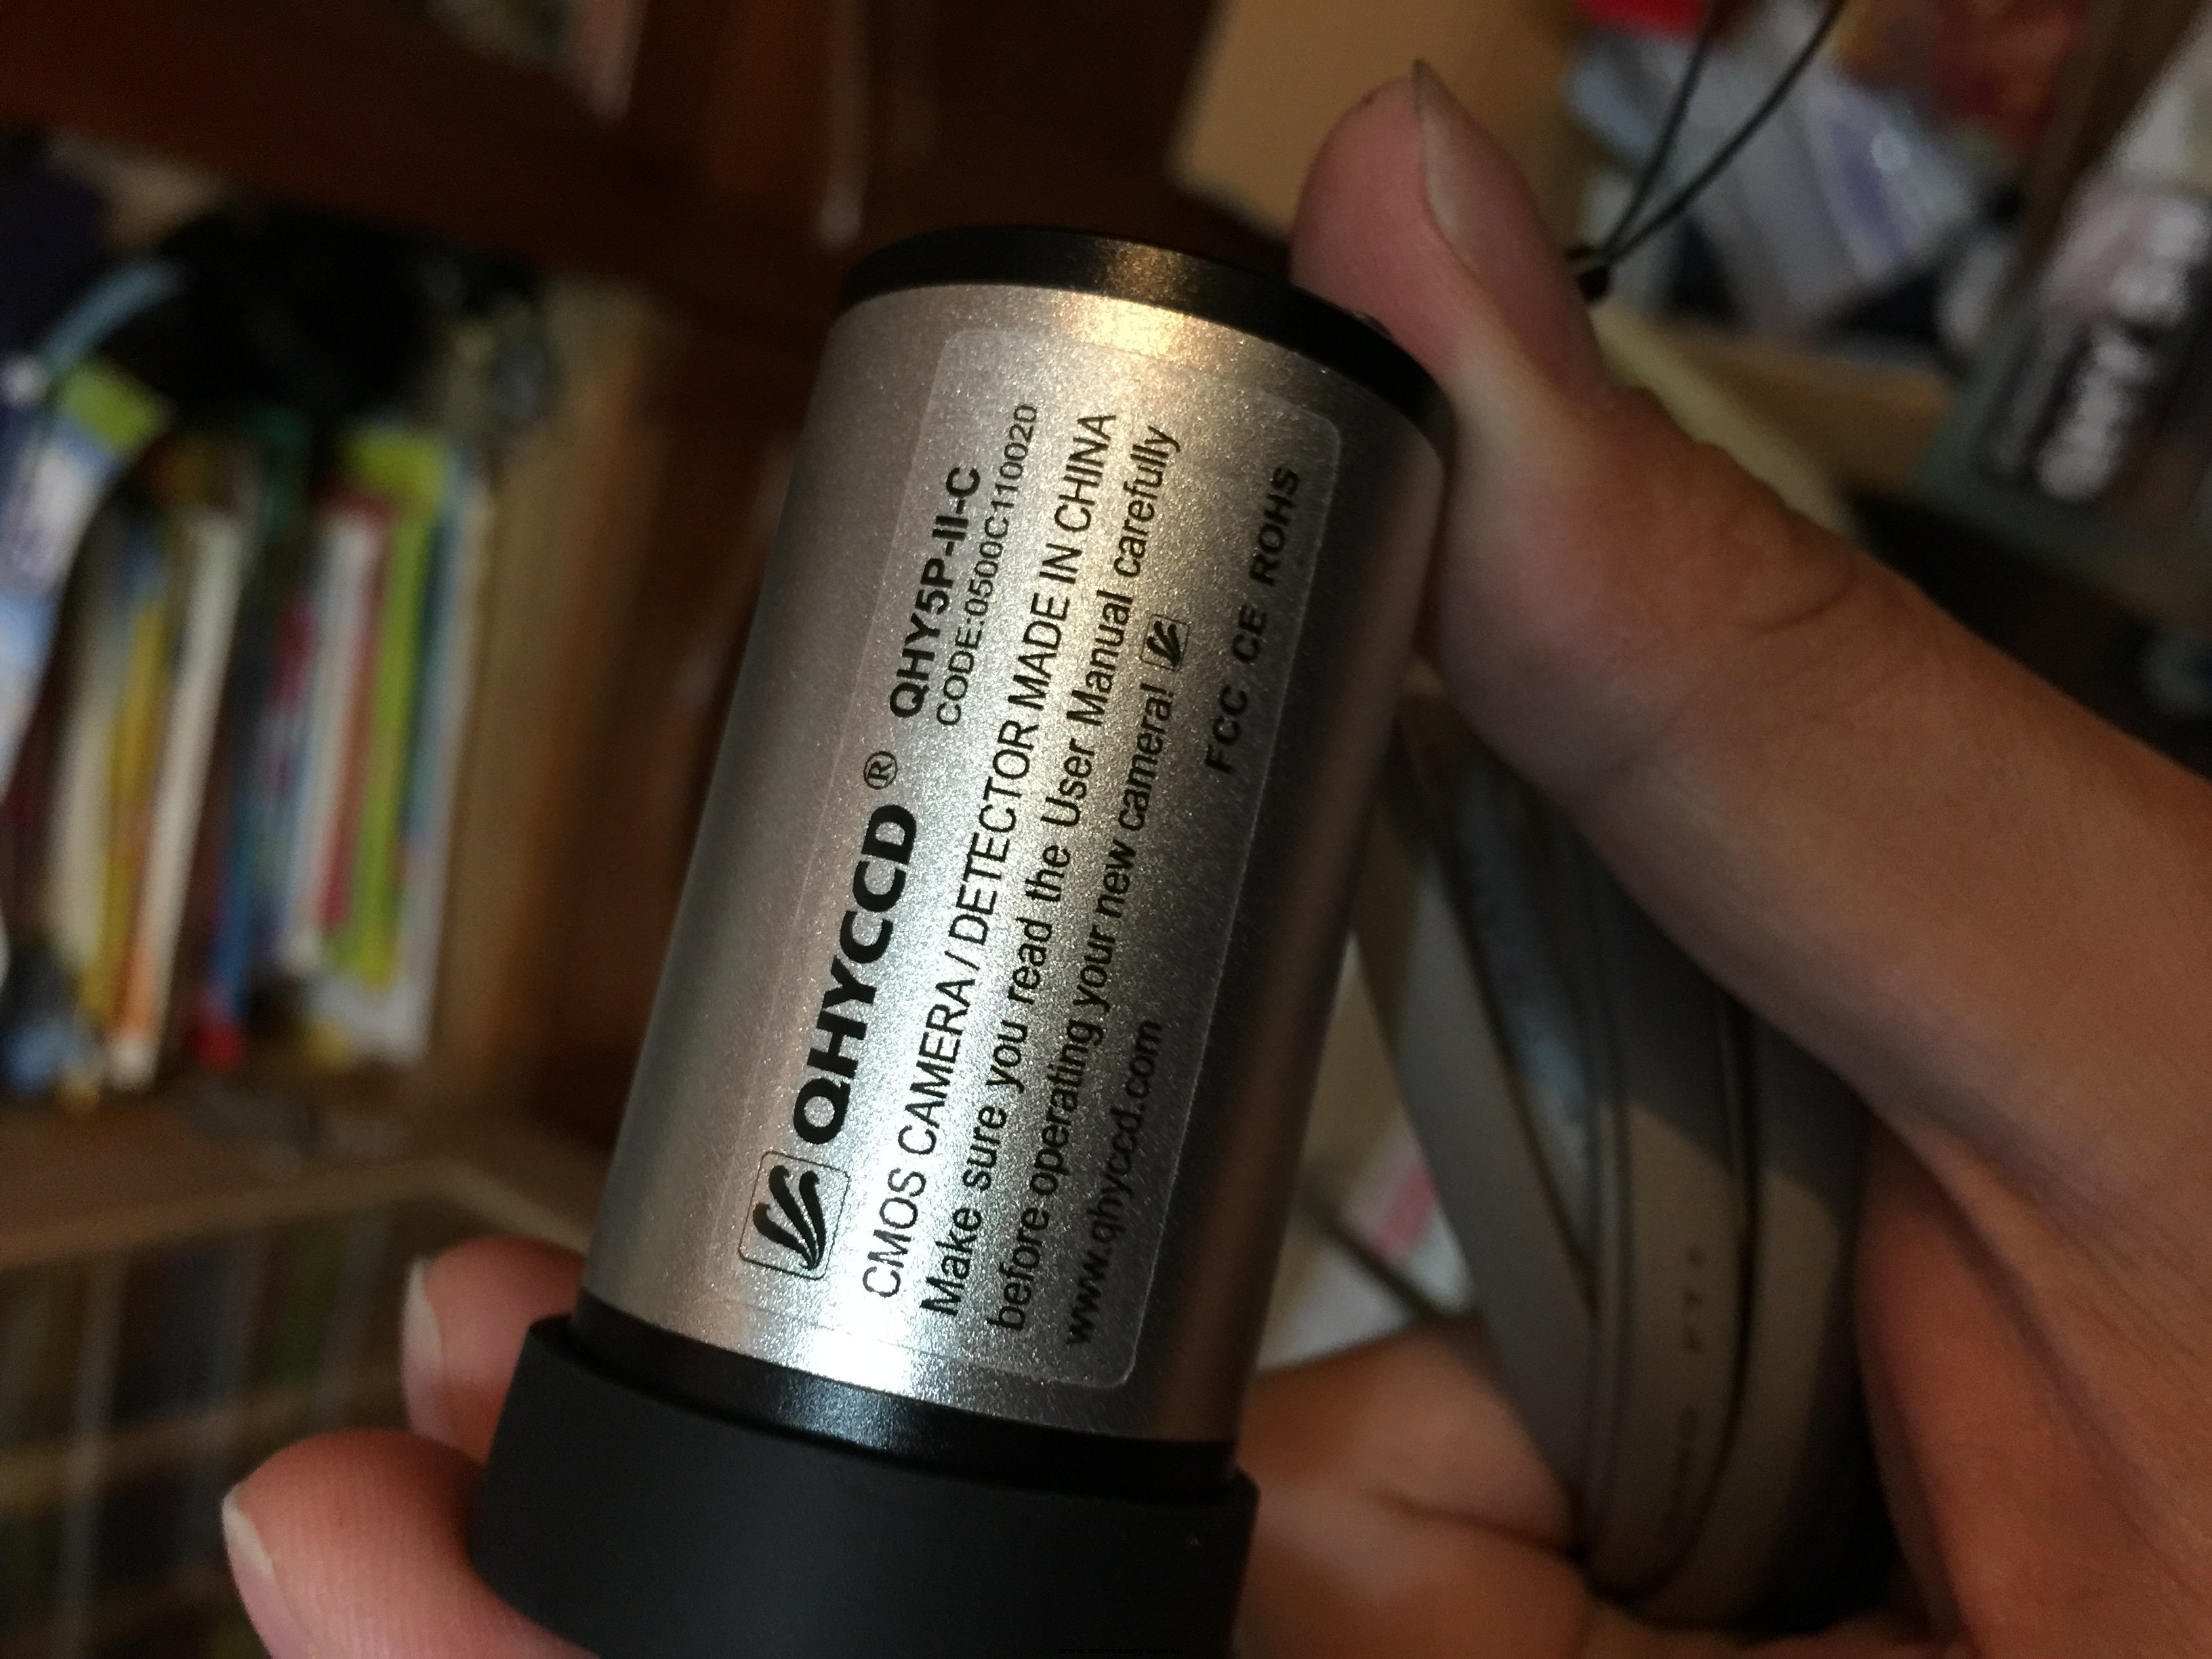 QHYCCD® QHY5P-II-C
CODE:0500C110020
CMOS CAMERA / DETECTOR MADE IN CHINA
Make sure you read the User Manual carefully
before operating your new camera!
www.qhyccd.com FCC CE ROHS